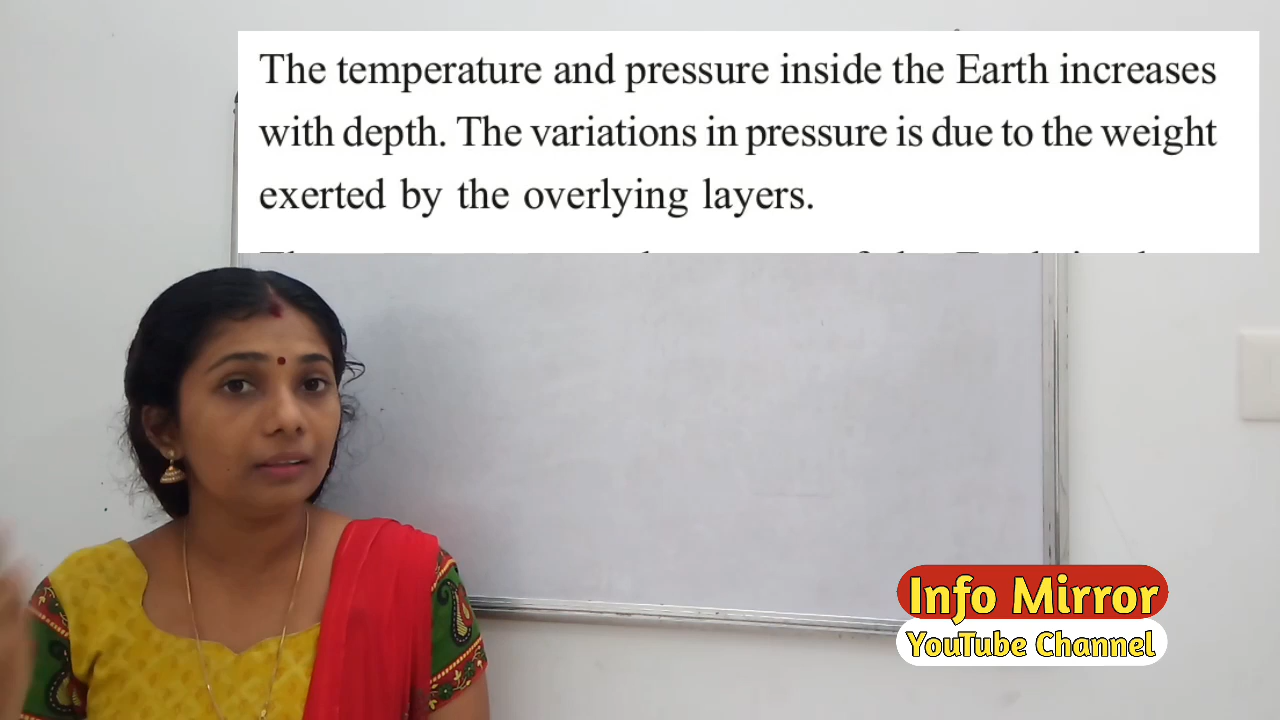 The temperature and pressure inside the Earth increases
with depth. The variations in pressure is due to the weight
exerted by the overlying layers.
Info Mirror
YouTube Channel